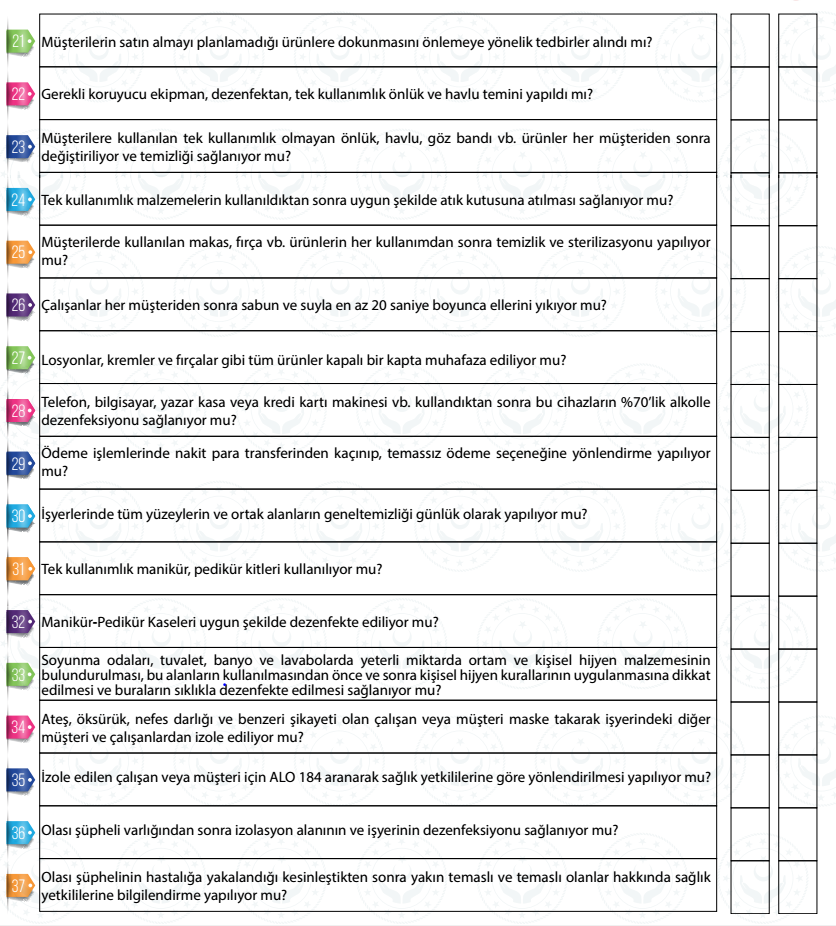 21 Müşterilerin satın almayı planlamadığı ürünlere dokunmasını önlemeye yönelik tedbirler alındı mı?
22 Gerekli koruyucu ekipman, dezenfektan, tek kullanımlık önlük ve havlu temini yapıldı mı?
23 Müşterilere kullanılan tek kullanımlık olmayan önlük, havlu, göz bandı vb. ürünler her müşteriden sonra
değiştiriliyor ve temizliği sağlanıyor mu?
24 Tek kullanımlık malzemelerin kullanıldıktan sonra uygun şekilde atık kutusuna atılması sağlanıyor mu?
25 Müşterilerde kullanılan makas, fırça vb. ürünlerin her kullanımdan sonra temizlik ve sterilizasyonu yapılıyor
mu?
26 Çalışanlar her müşteriden sonra sabun ve suyla en az 20 saniye boyunca ellerini yıkıyor mu?
27 Losyonlar, kremler ve fırçalar gibi tüm ürünler kapalı bir kapta muhafaza ediliyor mu?
28 Telefon, bilgisayar, yazar kasa veya kredi kartı makinesi vb. kullandıktan sonra bu cihazların %70'lik alkolle
dezenfeksiyonu sağlanıyor mu?
29 Ödeme işlemlerinde nakit para transferinden kaçınıp, temassız ödeme seçeneğine yönlendirme yapılıyor
mu?
30 İşyerlerinde tüm yüzeylerin ve ortak alanların geneltemizliği günlük olarak yapılıyor mu?
31 Tek kullanımlık manikür, pedikür kitleri kullanılıyor mu?
32 Manikür-Pedikür Kaseleri uygun şekilde dezenfekte ediliyor mu?
33 Soyunma odaları, tuvalet, banyo ve lavabolarda yeterli miktarda ortam ve kişisel hijyen malzemesinin
bulundurulması, bu alanların kullanılmasından önce ve sonra kişisel hijyen kurallarının uygulanmasına dikkat
edilmesi ve buraların sıklıkla dezenfekte edilmesi sağlanıyor mu?
34 Ateş, öksürük, nefes darlığı ve benzeri şikayeti olan çalışan veya müşteri maske takarak işyerindeki diğer
müşteri ve çalışanlardan izole ediliyor mu?
35 İzole edilen çalışan veya müşteri için ALO 184 aranarak sağlık yetkililerine göre yönlendirilmesi yapılıyor mu?
36 Olası şüpheli varlığından sonra izolasyon alanının ve işyerinin dezenfeksiyonu sağlanıyor mu?
37 Olası şüphelinin hastalığa yakalandığı kesinleştikten sonra yakın temaslı ve temaslı olanlar hakkında sağlık
yetkililerine bilgilendirme yapılıyor mu?